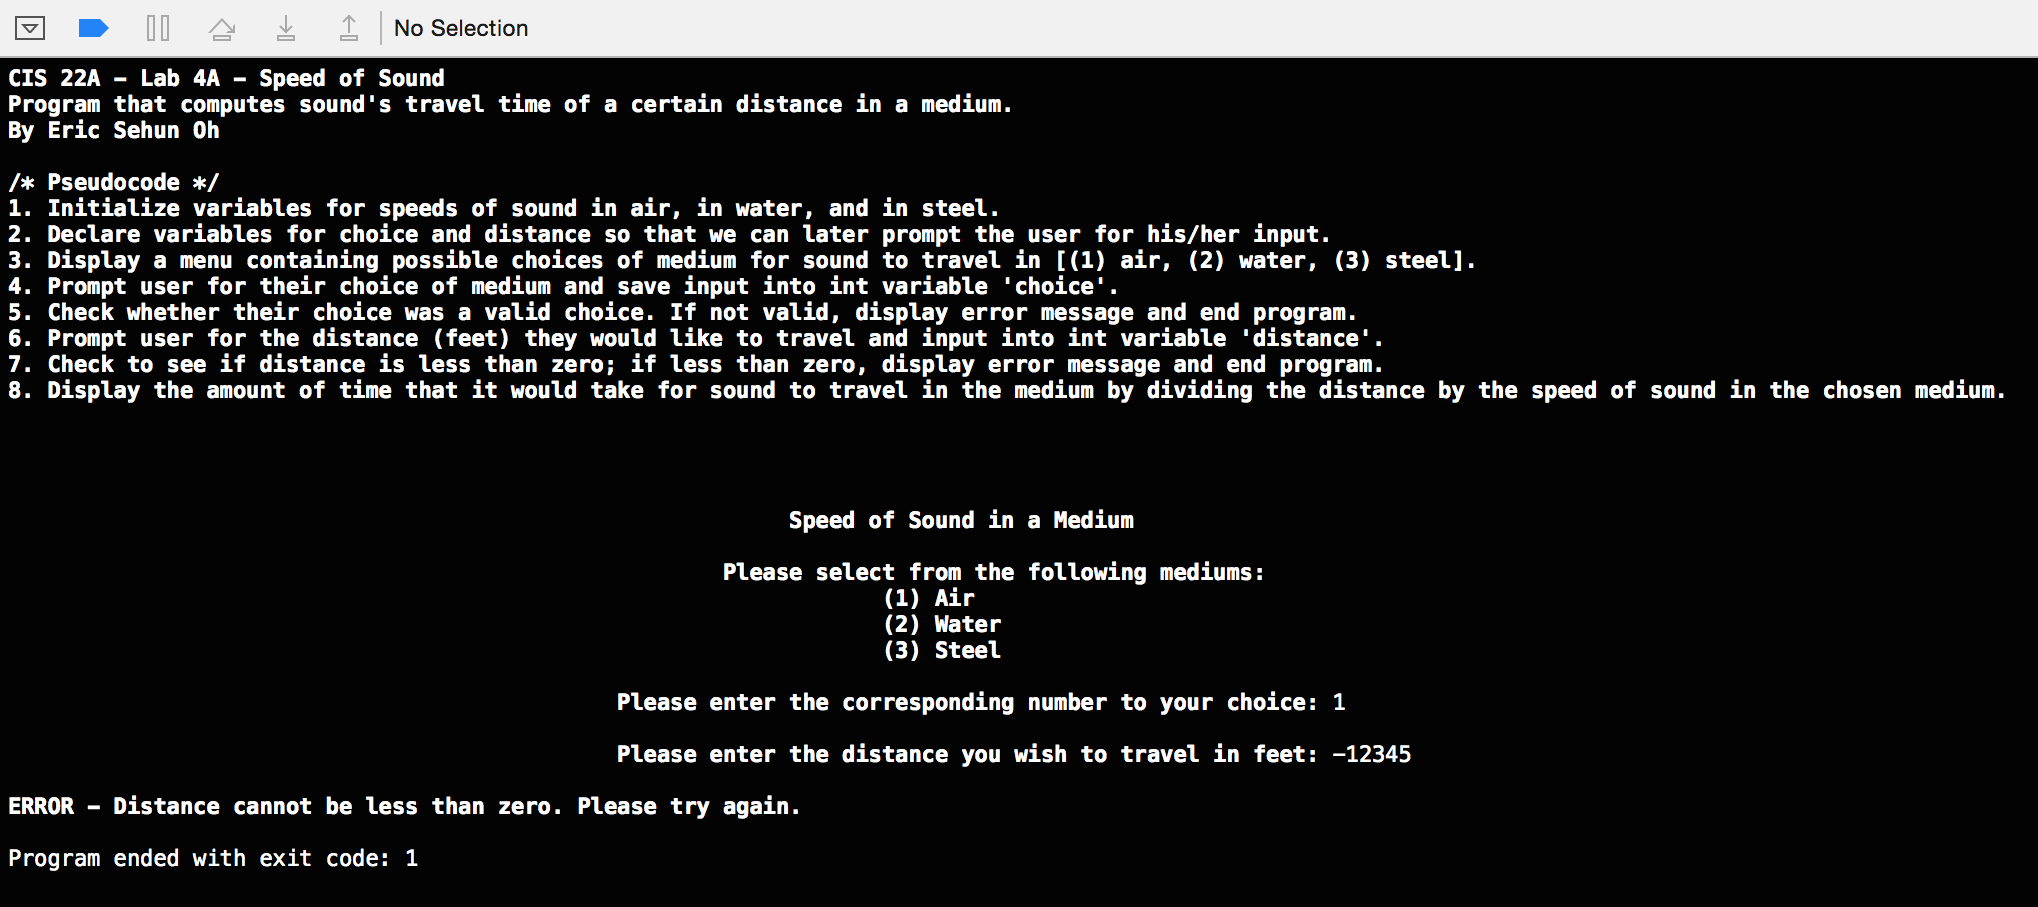 No Selection
CIS 22A – Lab 4A – Speed of Sound
Program that computes sound's travel time of a certain distance in a medium.
By Eric Sehun Oh
/* Pseudocode */
1. Initialize variables for speeds of sound in air, in water, and in steel.
2. Declare variables for choice and distance so that we can later prompt the user for his/her input.
3. Display a menu containing possible choices of medium for sound to travel in [(1) air, (2) water, (3) steel].
4. Prompt user for their choice of medium and save input into int variable 'choice'.
5. Check whether their choice was a valid choice. If not valid, display error message and end program.
6. Prompt user for the distance (feet) they would like to travel and input into int variable 'distance'.
7. Check to see if distance is less than zero; if less than zero, display error message and end program.
8. Display the amount of time that it would take for sound to travel in the medium by dividing the distance by the speed of sound in the chosen medium.
Speed of Sound in a Medium
Please select from the following mediums:
(1) Air
(2) Water
(3) Steel
Please enter the corresponding number to your choice: 1
Please enter the distance you wish to travel in feet: –12345
ERROR – Distance cannot be less than zero. Please try again.
Program ended with exit code: 1